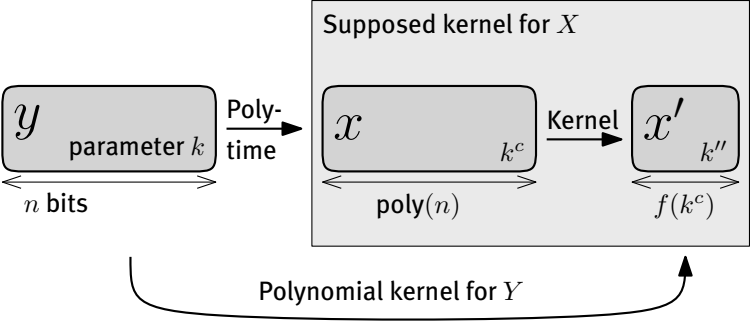 Supposed kernel for X
y
parameter k
n bits
Poly-
time
x
k^c
poly(n)
Kernel
x′
k″
f(k^c)
Polynomial kernel for Y